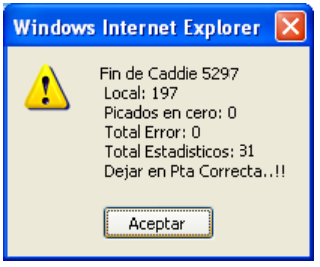 Windows Internet Explorer
Fin de Caddie 5297
Local: 197
Picados en cero: 0
Total Error: 0
Total Estadisticos: 31
Dejar en Pta Correcta..!!
Aceptar